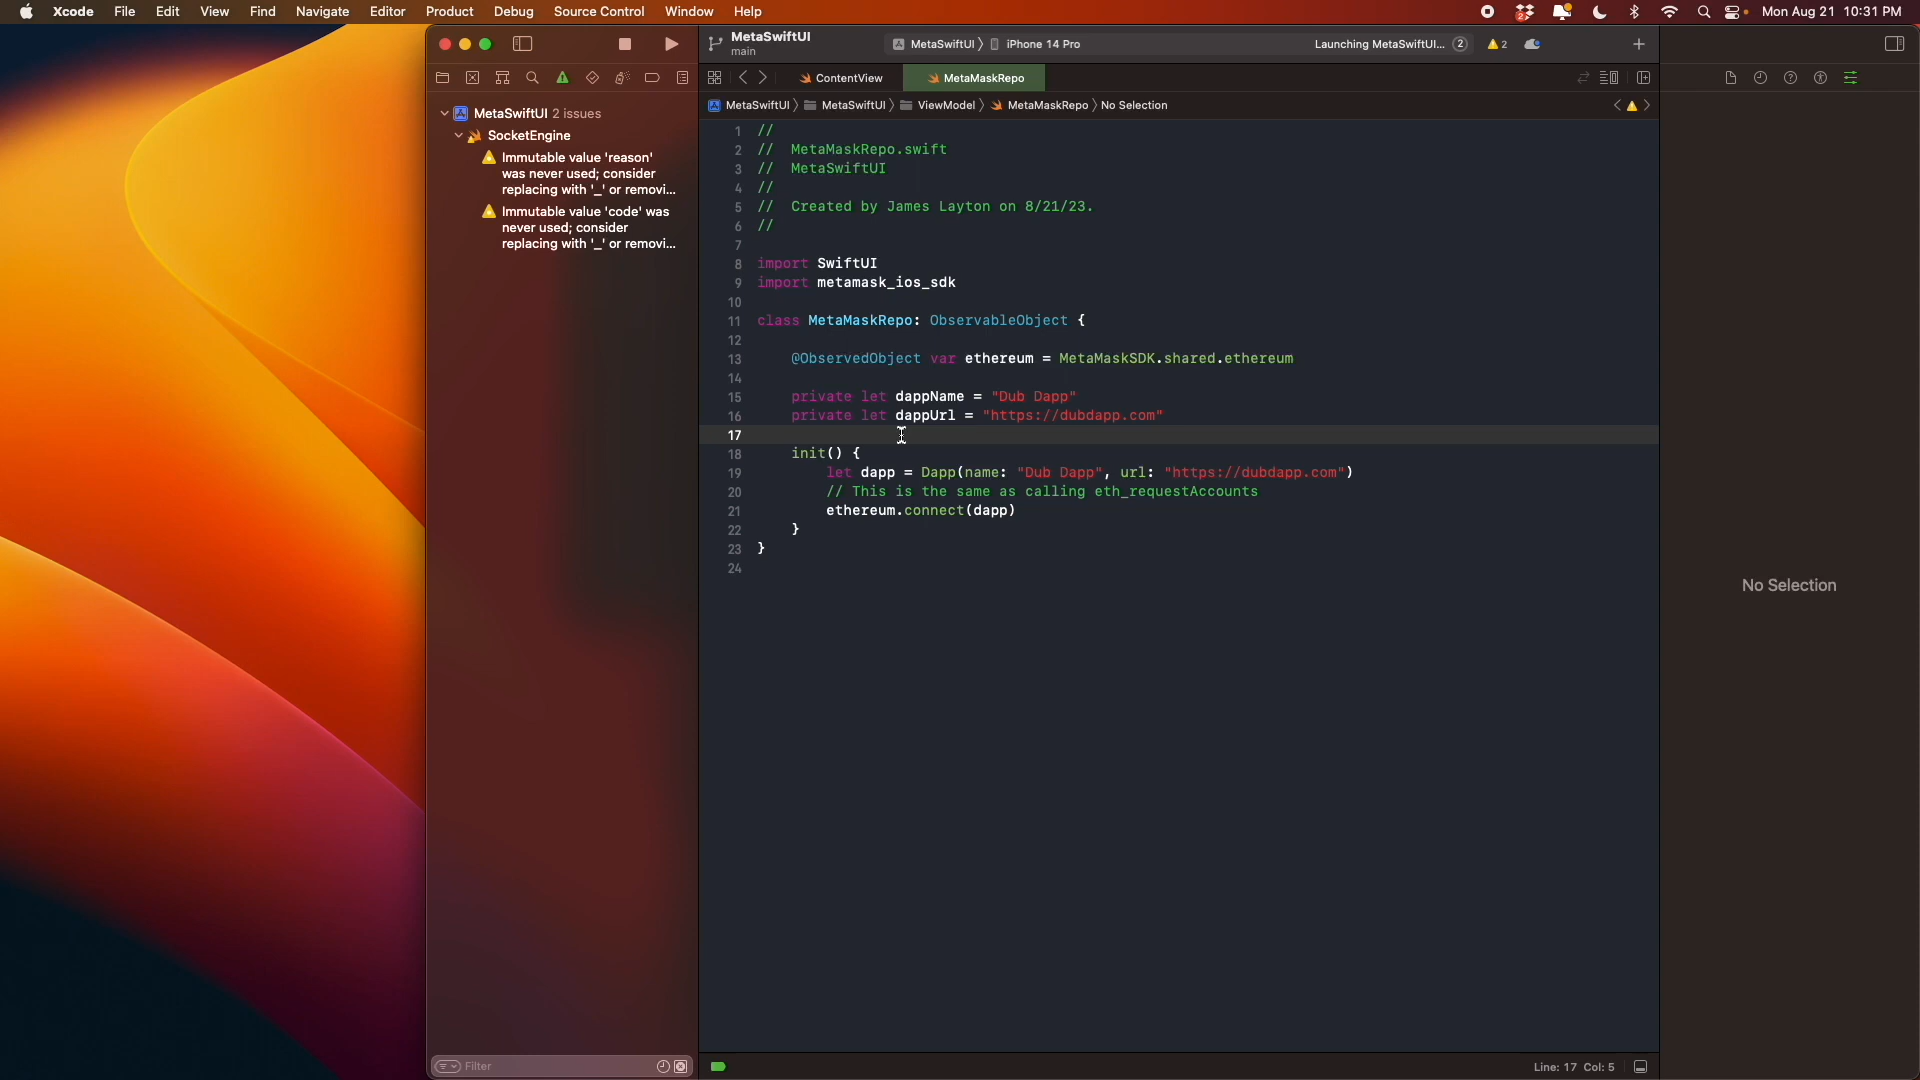 Xcode File Edit View Find Navigate Editor Product Debug Source Control Window Help
2
Mon Aug 21 10:31 PM
MetaSwiftUI
main
MetaSwiftUI 〉 iPhone 14 Pro
Launching MetaSwiftUI... 2
2
ContentView
MetaMaskRepo
MetaSwiftUI 〉 MetaSwiftUI 〉 ViewModel 〉 MetaMaskRepo 〉 No Selection
MetaSwiftUI 2 issues
SocketEngine
Immutable value 'reason'
was never used; consider
replacing with '_' or removi...
Immutable value 'code' was
never used; consider
replacing with '_' or removi...
Filter
1 //
2 // MetaMaskRepo.swift
3 // MetaSwiftUI
4 //
5 // Created by James Layton on 8/21/23.
6 //
7
8 import SwiftUI
9 import metamask_ios_sdk
10
11 class MetaMaskRepo: ObservableObject {
12
13 @ObservedObject var ethereum = MetaMaskSDK.shared.ethereum
14
15 private let dappName = "Dub Dapp"
16 private let dappUrl = "https://dubdapp.com"
17
18 init() {
19 let dapp = Dapp(name: "Dub Dapp", url: "https://dubdapp.com")
20 // This is the same as calling eth_requestAccounts
21 ethereum.connect(dapp)
22 }
23 }
24
No Selection
Line: 17 Col: 5